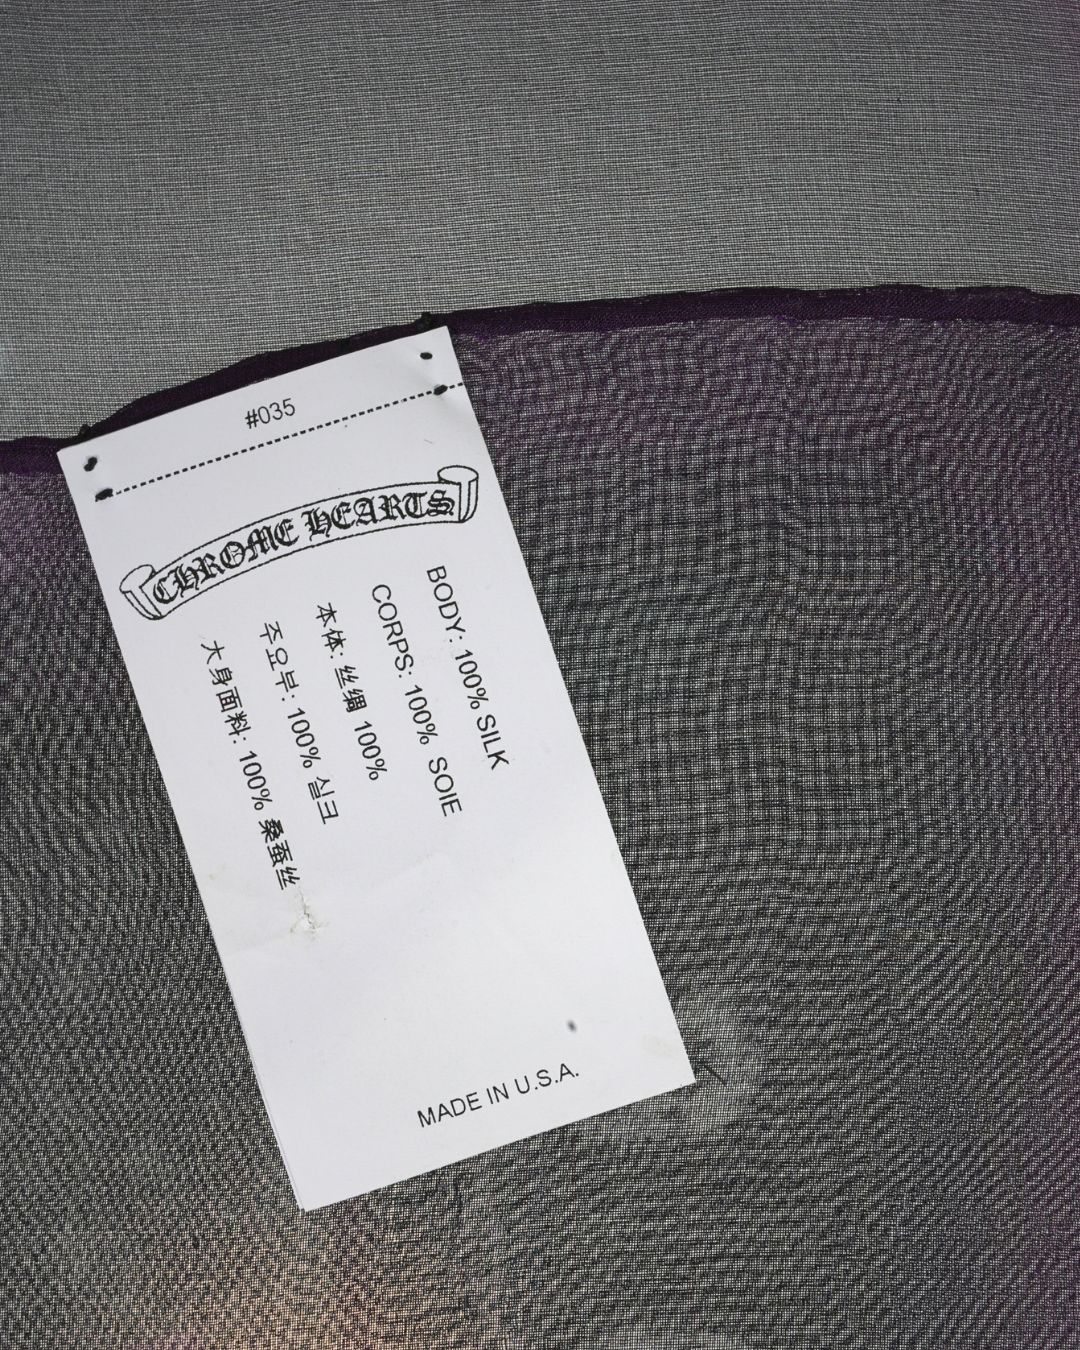 #035
CHROME HEARTS
BODY: 100% SILK
CORPS: 100% SOIE
本体: 丝绸 100%
주요부: 100% 실크
大身面料: 100% 桑蚕丝
MADE IN U.S.A.